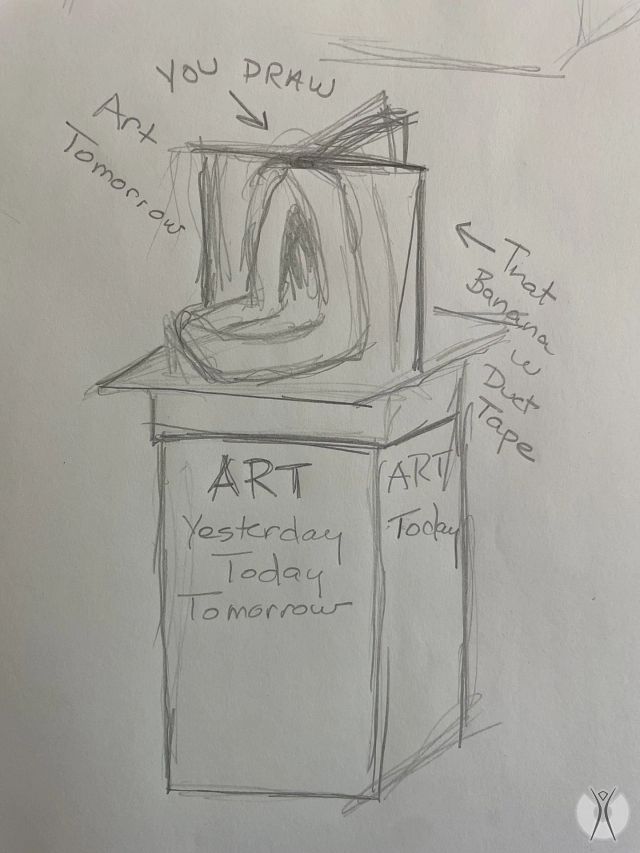 YOU DRAW
Art
Tomorrow
That
Banana
w
Duct
Tape
ART
Yesterday
Today
Tomorrow
ART
Today